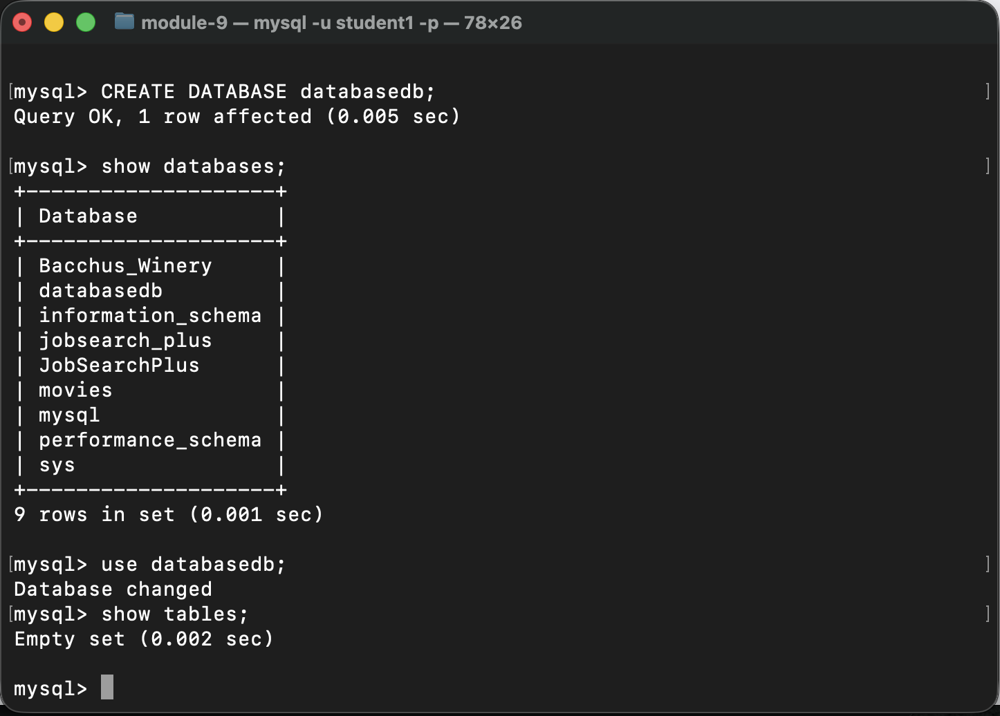 module-9 — mysql -u student1 -p — 78×26
[mysql> CREATE DATABASE databasedb; ]
Query OK, 1 row affected (0.005 sec)
[mysql> show databases; ]
+--------------------+
| Database           |
+--------------------+
| Bacchus_Winery     |
| databasedb         |
| information_schema |
| jobsearch_plus     |
| JobSearchPlus      |
| movies             |
| mysql              |
| performance_schema |
| sys                |
+--------------------+
9 rows in set (0.001 sec)
[mysql> use databasedb; ]
Database changed
[mysql> show tables; ]
Empty set (0.002 sec)
mysql>